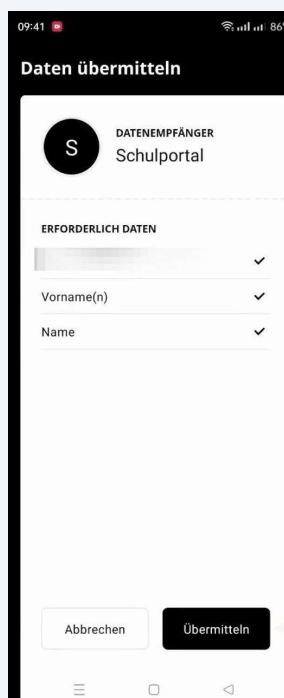 09:41 86%
Daten übermitteln
S
DATENEMPFÄNGER
Schulportal
ERFORDERLICH DATEN
Vorname(n)
Name
Abbrechen Übermitteln